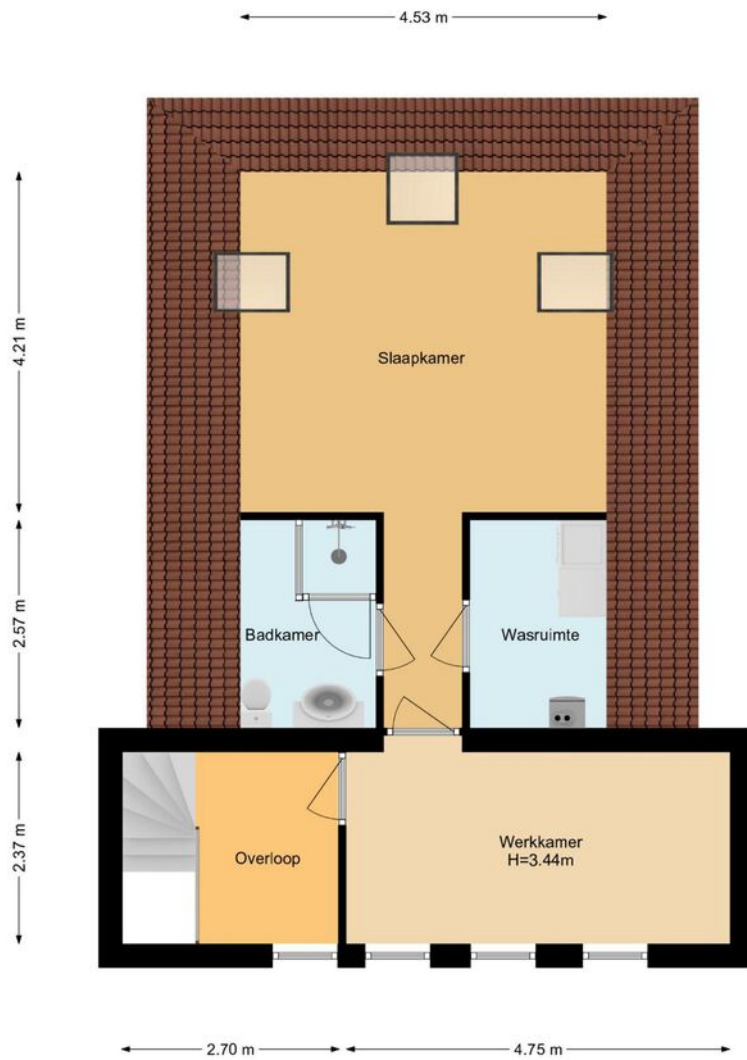 4.53 m
4.21 m
Slaapkamer
2.57 m
Badkamer
Wasruimte
2.37 m
Overloop
Werkkamer
H=3.44m
2.70 m
4.75 m